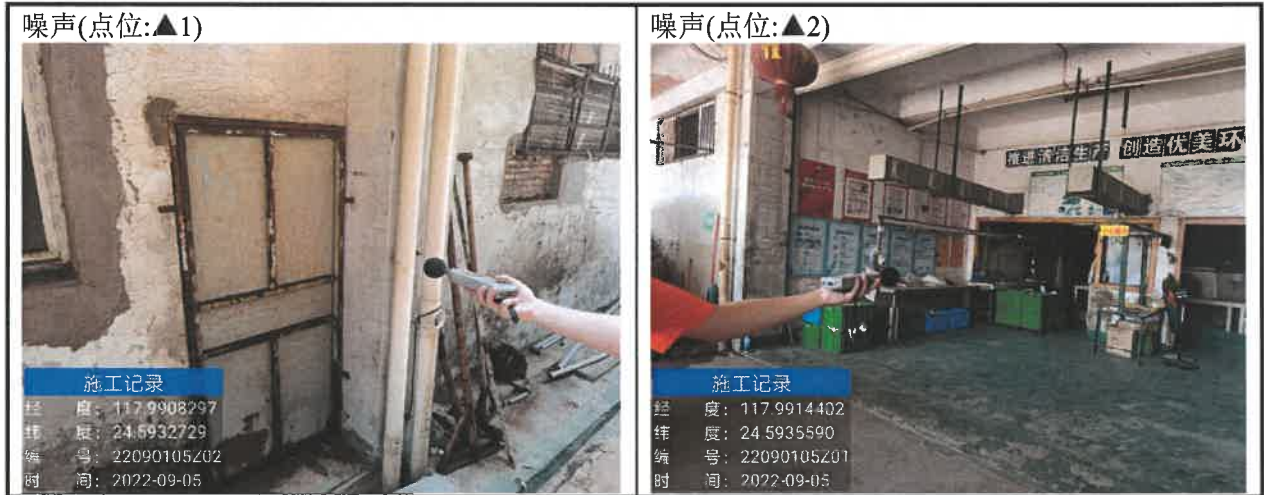 噪声(点位:▲1)
施工记录
经 度: 117.9908297
纬 度: 24.5932729
编 号: 22090105Z02
时 间: 2022-09-05
噪声(点位:▲2)
推进清洁生产 创造优美环
施工记录
经 度: 117.9914402
纬 度: 24.5935590
编 号: 22090105Z01
时 间: 2022-09-05